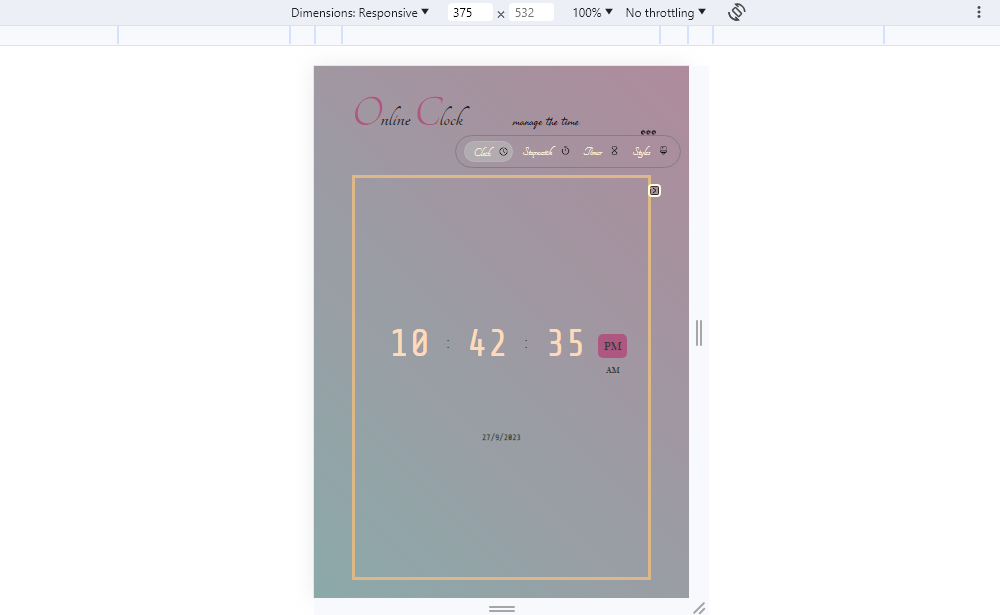 Dimensions: Responsive 375 × 532 100% No throttling
Online Clock
manage the time
Clock Stopwatch Timer Styles
10 : 42 : 35 PM
AM
27/9/2023